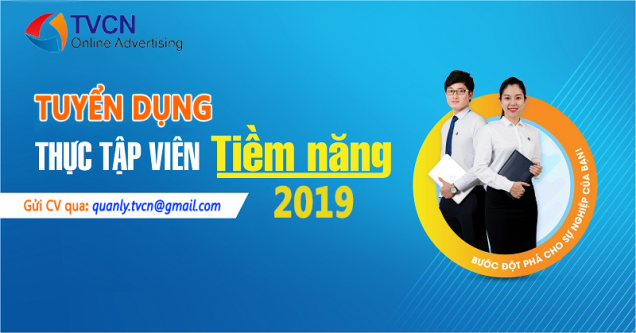 TVCN
Online Advertising
TUYỂN DỤNG
THỰC TẬP VIÊN Tiềm năng
2019
Gửi CV qua: quanly.tvcn@gmail.com
BƯỚC ĐỘT PHÁ CHO SỰ NGHIỆP CỦA BẠN!